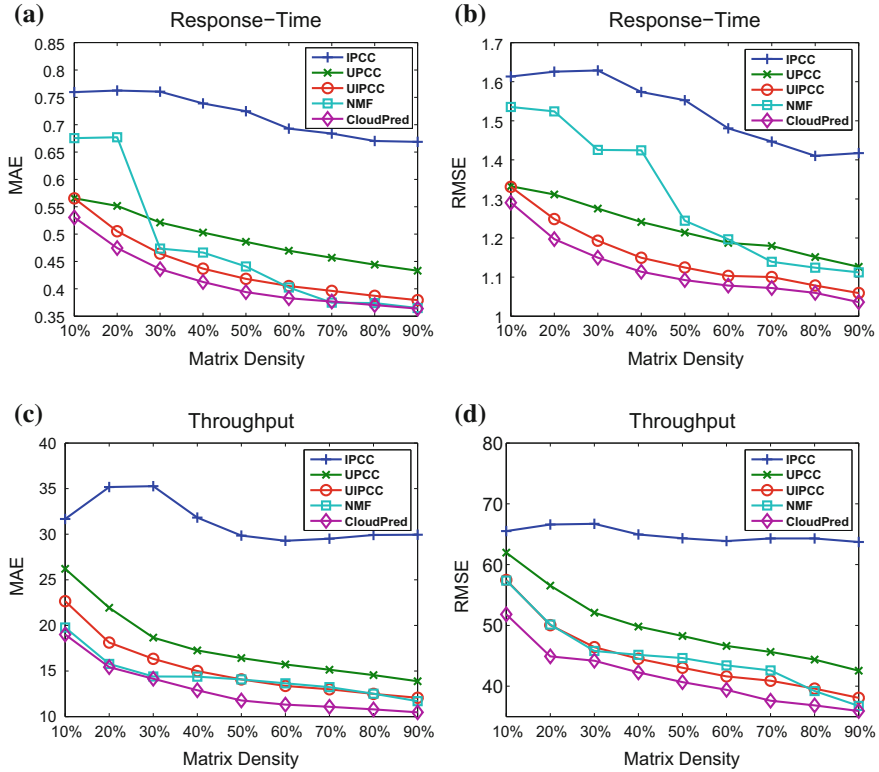 (a)
Response-Time
0.85
0.8
0.75
0.7
0.65
0.6
0.55
0.5
0.45
0.4
0.35
MAE
IPCC
UPCC
UIPCC
NMF
CloudPred
10% 20% 30% 40% 50% 60% 70% 80% 90%
Matrix Density
(b)
Response-Time
1.7
1.6
1.5
1.4
1.3
1.2
1.1
1
RMSE
IPCC
UPCC
UIPCC
NMF
CloudPred
10% 20% 30% 40% 50% 60% 70% 80% 90%
Matrix Density
(c)
Throughput
40
35
30
25
20
15
10
MAE
IPCC
UPCC
UIPCC
NMF
CloudPred
10% 20% 30% 40% 50% 60% 70% 80% 90%
Matrix Density
(d)
Throughput
80
70
60
50
40
RMSE
IPCC
UPCC
UIPCC
NMF
CloudPred
10% 20% 30% 40% 50% 60% 70% 80% 90%
Matrix Density